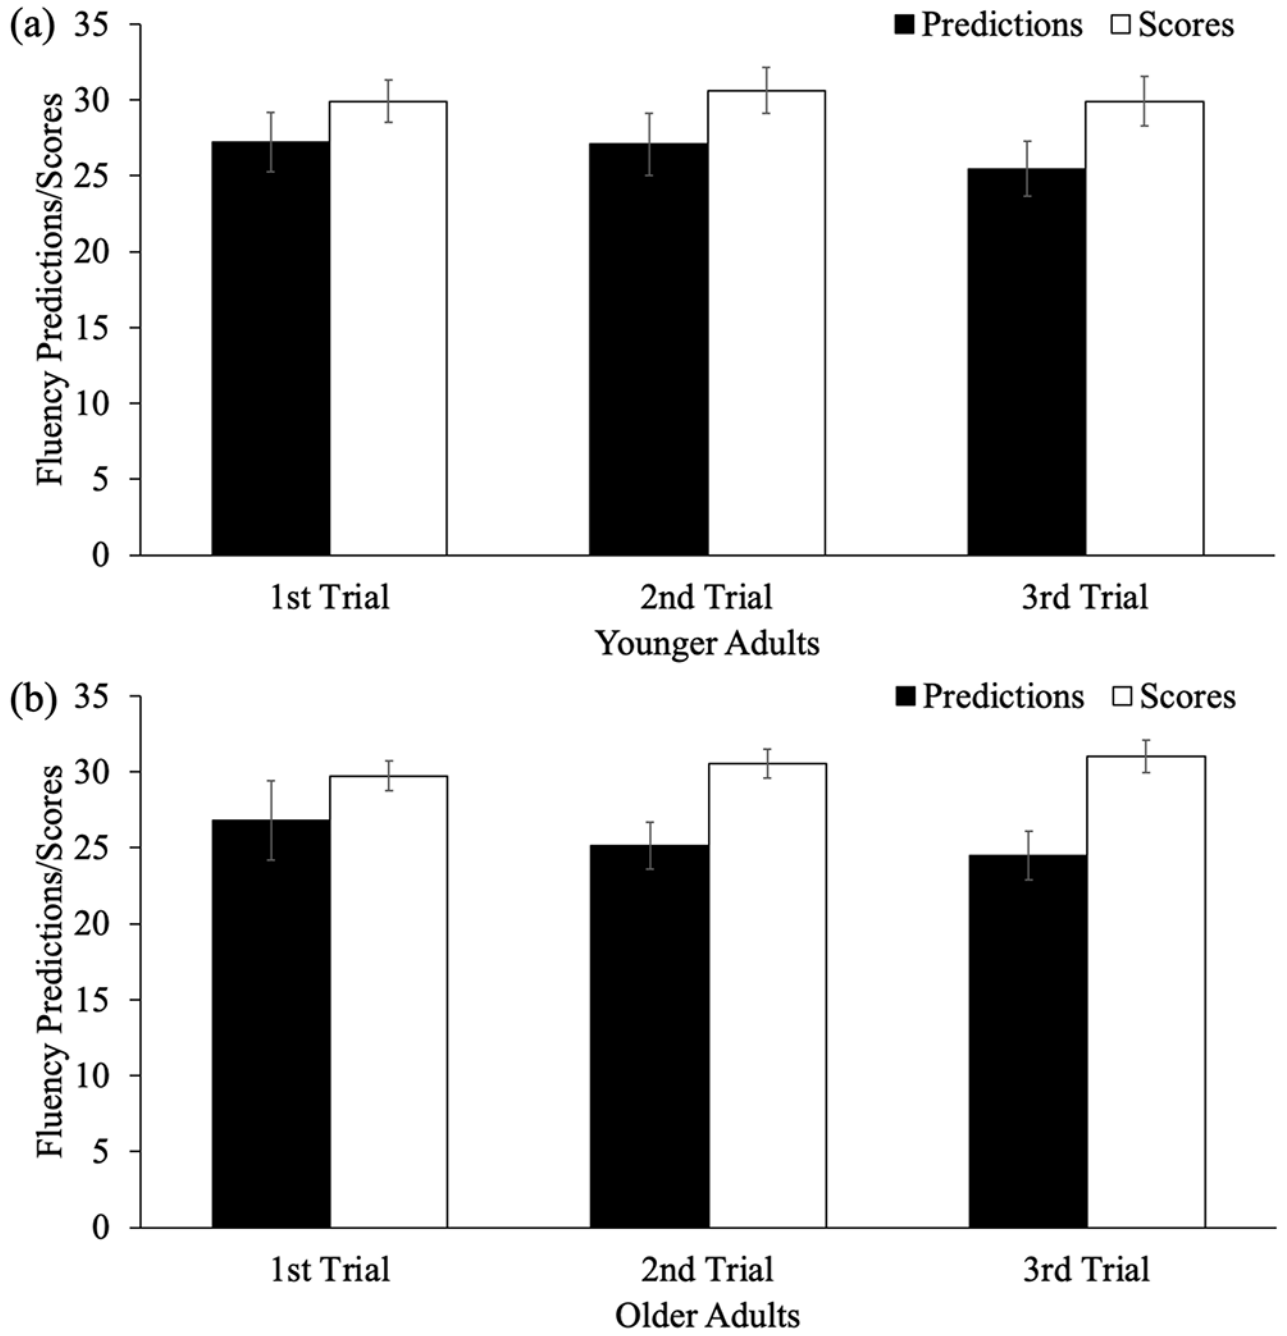 (a)
Predictions Scores
Fluency Predictions/Scores
35
30
25
20
15
10
5
0
1st Trial 2nd Trial 3rd Trial
Younger Adults
(b)
Predictions Scores
Fluency Predictions/Scores
35
30
25
20
15
10
5
0
1st Trial 2nd Trial 3rd Trial
Older Adults